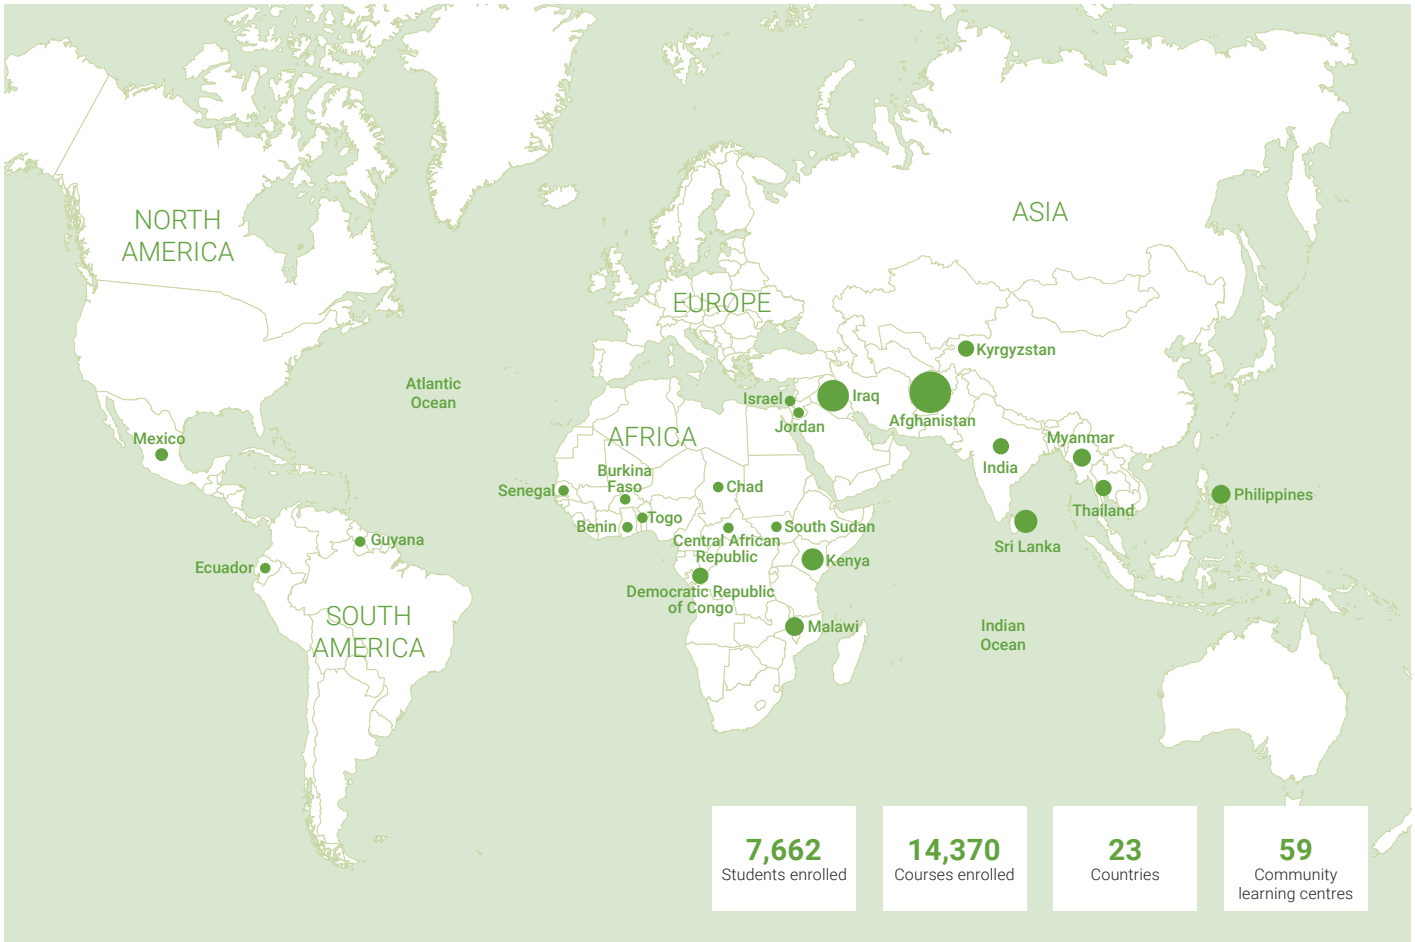 NORTH
AMERICA
ASIA
EUROPE
Kyrgyzstan
Atlantic
Ocean
Israel
Iraq
Jordan
Afghanistan
Mexico
AFRICA
Myanmar
India
Burkina
Faso
Senegal
Chad
Thailand
Philippines
Benin
Togo
South Sudan
Central African
Republic
Sri Lanka
Guyana
Ecuador
Kenya
Democratic Republic
of Congo
SOUTH
AMERICA
Malawi
Indian
Ocean
7,662
Students enrolled
14,370
Courses enrolled
23
Countries
59
Community
learning centres